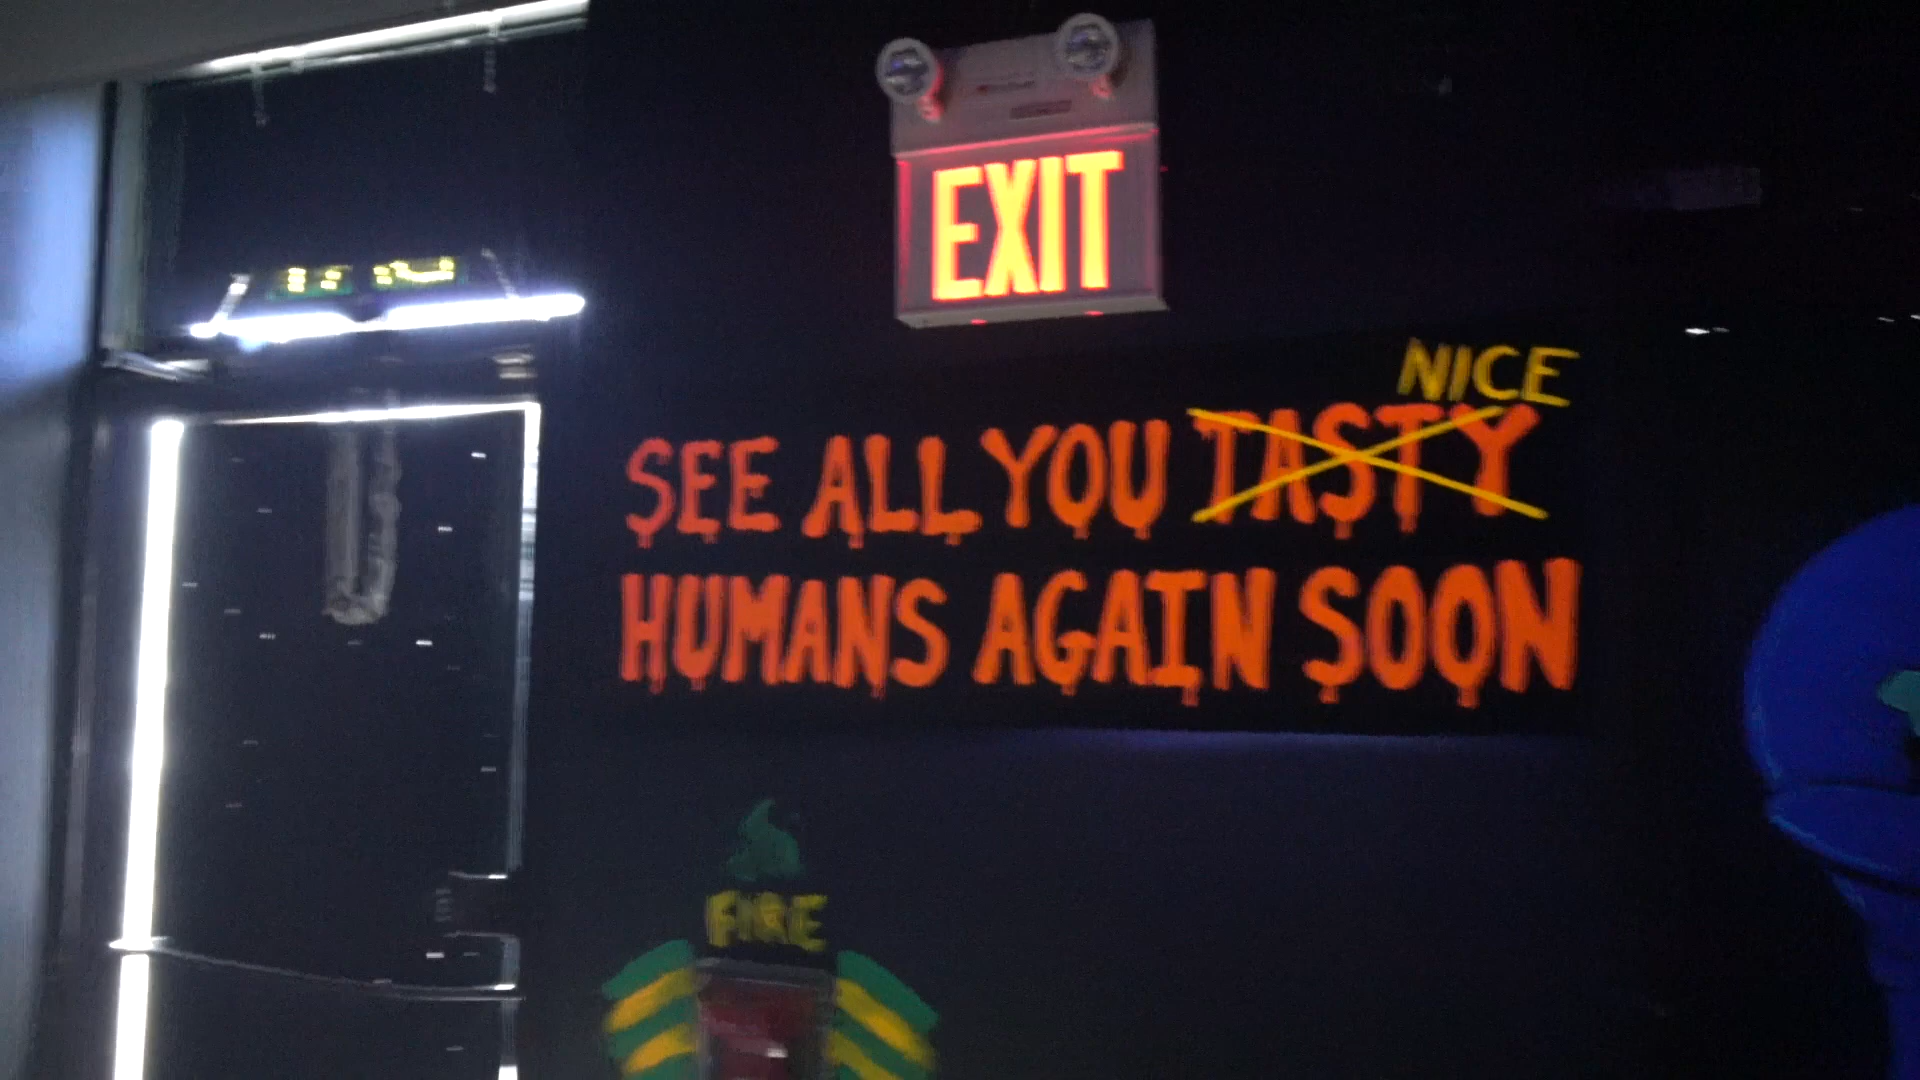 EXIT
NICE
SEE ALL YOU TASTY
HUMANS AGAIN SOON
FIRE